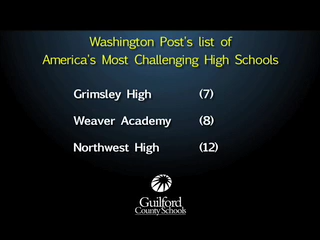 Washington Post's list of
America's Most Challenging High Schools
Grimsley High (7)
Weaver Academy (8)
Northwest High (12)
Guilford
County Schools